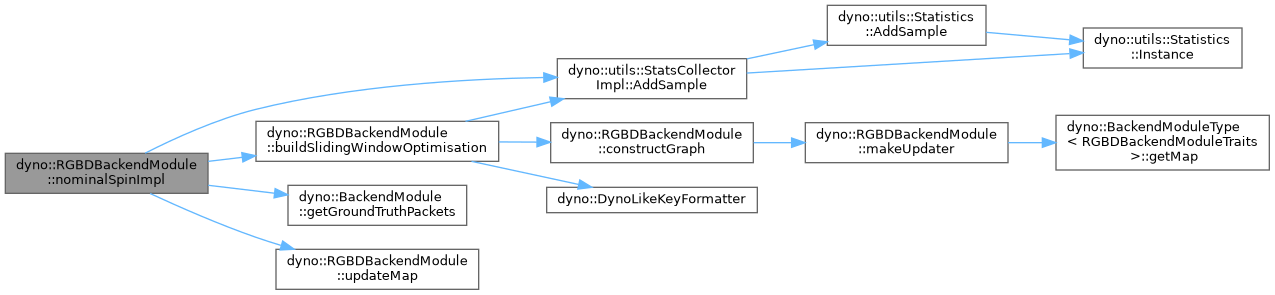 dyno::RGBDBackendModule
::nominalSpinImpl
dyno::RGBDBackendModule
::buildSlidingWindowOptimisation
dyno::BackendModule
::getGroundTruthPackets
dyno::RGBDBackendModule
::updateMap
dyno::utils::StatsCollector
Impl::AddSample
dyno::RGBDBackendModule
::constructGraph
dyno::DynoLikeKeyFormatter
dyno::utils::Statistics
::AddSample
dyno::RGBDBackendModule
::makeUpdater
dyno::utils::Statistics
::Instance
dyno::BackendModuleType
< RGBDBackendModuleTraits
>::getMap